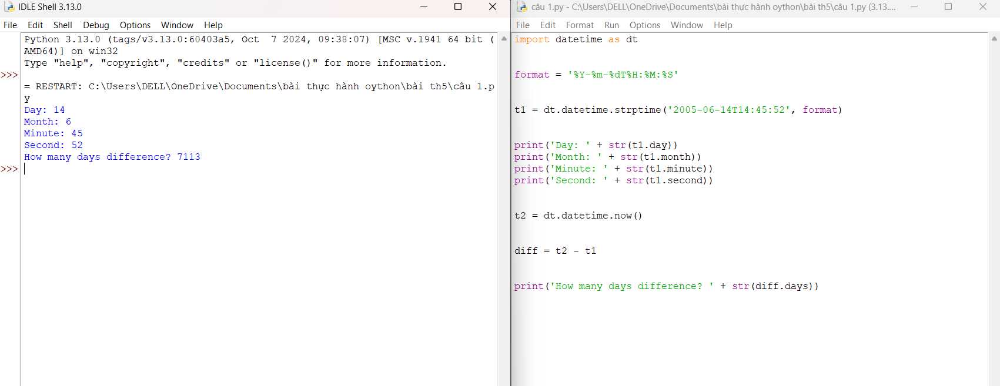 IDLE Shell 3.13.0
File Edit Shell Debug Options Window Help
Python 3.13.0 (tags/v3.13.0:60403a5, Oct  7 2024, 09:38:07) [MSC v.1941 64 bit (
AMD64)] on win32
Type "help", "copyright", "credits" or "license()" for more information.
>>>
= RESTART: C:\Users\DELL\OneDrive\Documents\bài thực hành oython\bài th5\câu 1.p
y
Day: 14
Month: 6
Minute: 45
Second: 52
How many days difference? 7113
>>>
câu 1.py - C:\Users\DELL\OneDrive\Documents\bài thực hành oython\bài th5\câu 1.py (3.13....
File Edit Format Run Options Window Help
import datetime as dt
format = '%Y-%m-%dT%H:%M:%S'
t1 = dt.datetime.strptime('2005-06-14T14:45:52', format)
print('Day: ' + str(t1.day))
print('Month: ' + str(t1.month))
print('Minute: ' + str(t1.minute))
print('Second: ' + str(t1.second))
t2 = dt.datetime.now()
diff = t2 - t1
print('How many days difference? ' + str(diff.days))